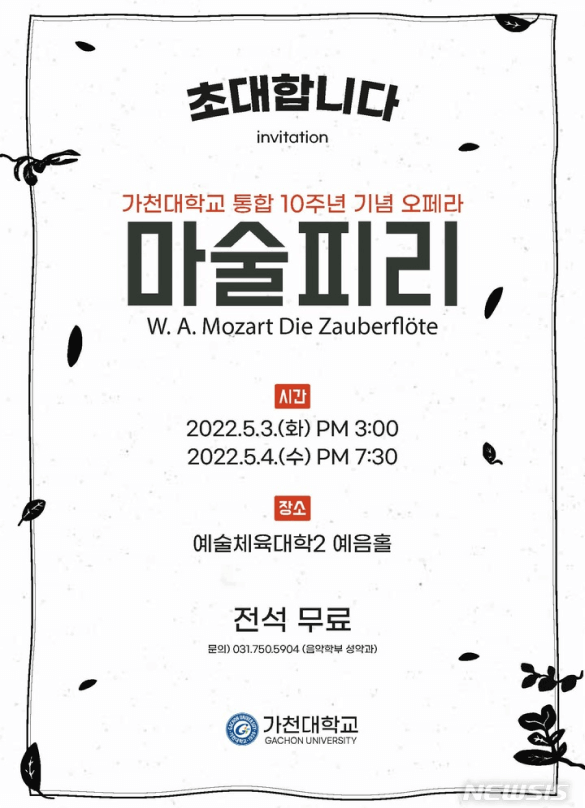 초대합니다
invitation
가천대학교 통합 10주년 기념 오페라
마술피리
W. A. Mozart Die Zauberflöte
시간
2022.5.3.(화) PM 3:00
2022.5.4.(수) PM 7:30
장소
예술체육대학2 예음홀
전석 무료
문의) 031.750.5904 (음악학부 성악과)
가천대학교
GACHON UNIVERSITY
NEWSIS